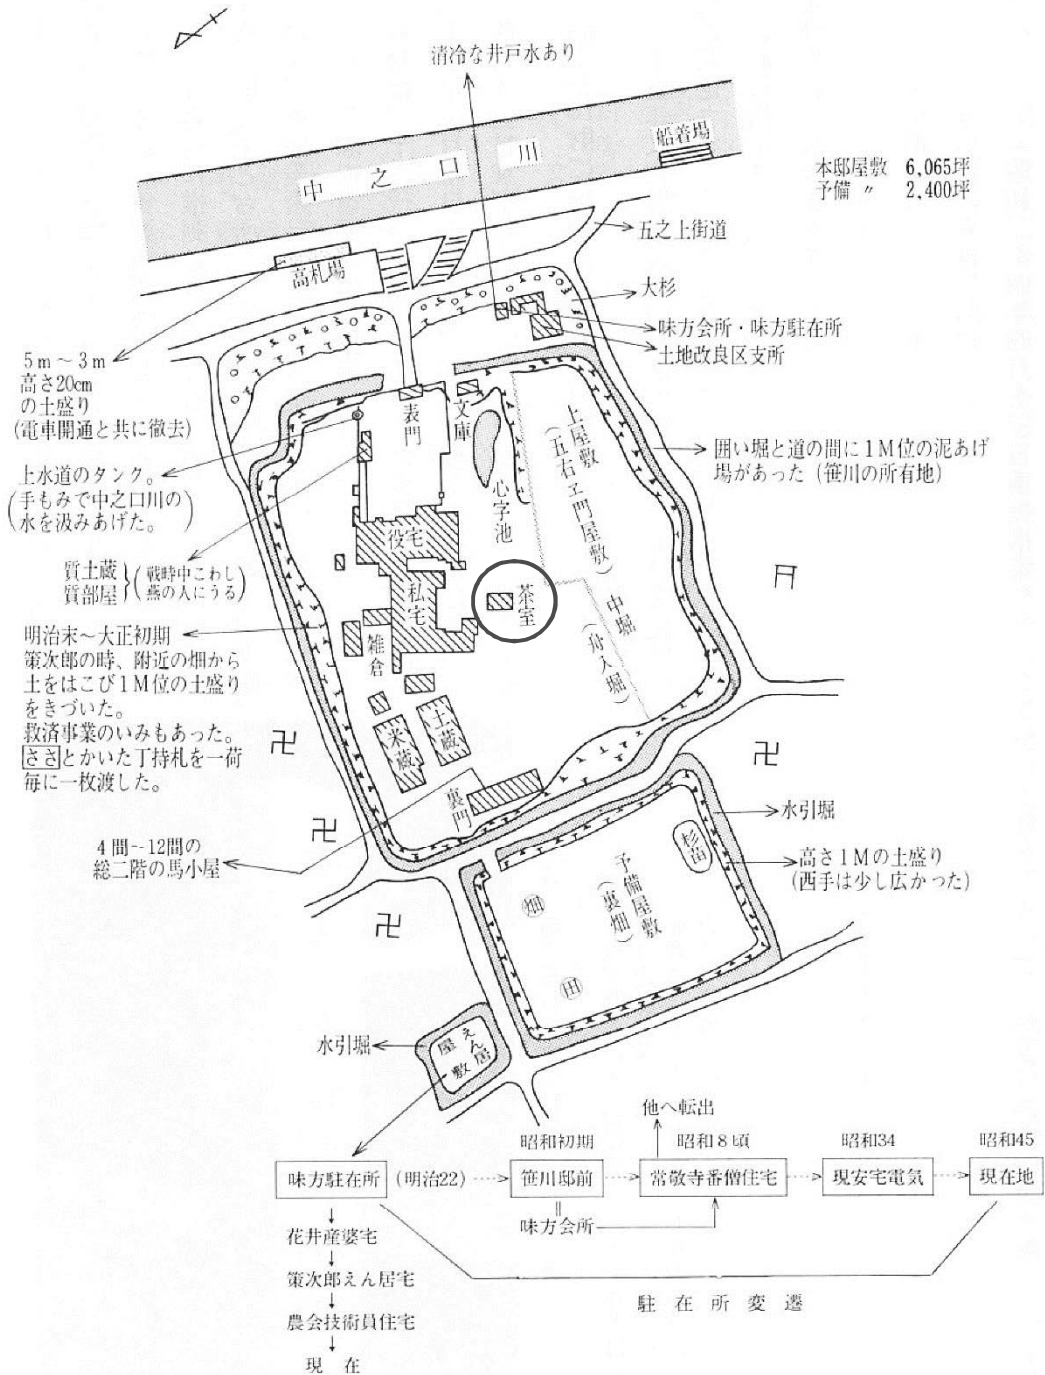 清冷な井戸水あり
船着場
中之口川
本邸屋敷 6,065坪
予備 〃 2,400坪
五之上街道
高札場
大杉
味方会所・味方駐在所
土地改良区支所
5m～3m
高さ20cm
の土盛り
(電車開通と共に徹去)
表門
文庫
心字池
上屋敷
(五右ヱ門屋敷)
囲い堀と道の間に1M位の泥あげ
場があった (笹川の所有地)
上水道のタンク。
(手もみで中之口川の
水を汲みあげた。)
役宅
質土蔵
質部屋
(戦時中こわし
燕の人にうる)
私宅
茶室
中堀
(舟入堀)
雑倉
明治末～大正初期
策次郎の時、附近の畑から
土をはこび1M位の土盛り
をきづいた。
救済事業のいみもあった。
ささとかいた丁持札を一荷
毎に一枚渡した。
米蔵
土蔵
裏門
4間―12間の
総二階の馬小屋
卍
卍
卍
卍
水引堀
杉苗
高さ1Mの土盛り
(西手は少し広かった)
予備屋敷
(裏畑)
畑
田
水引堀
えん居
屋敷
他へ転出
昭和初期
昭和8頃
昭和34
昭和45
味方駐在所 (明治22) 笹川邸前 常敬寺番僧住宅 現安宅電気 現在地
味方会所
花井産婆宅
策次郎えん居宅
農会技術員住宅
現在
駐在所変遷